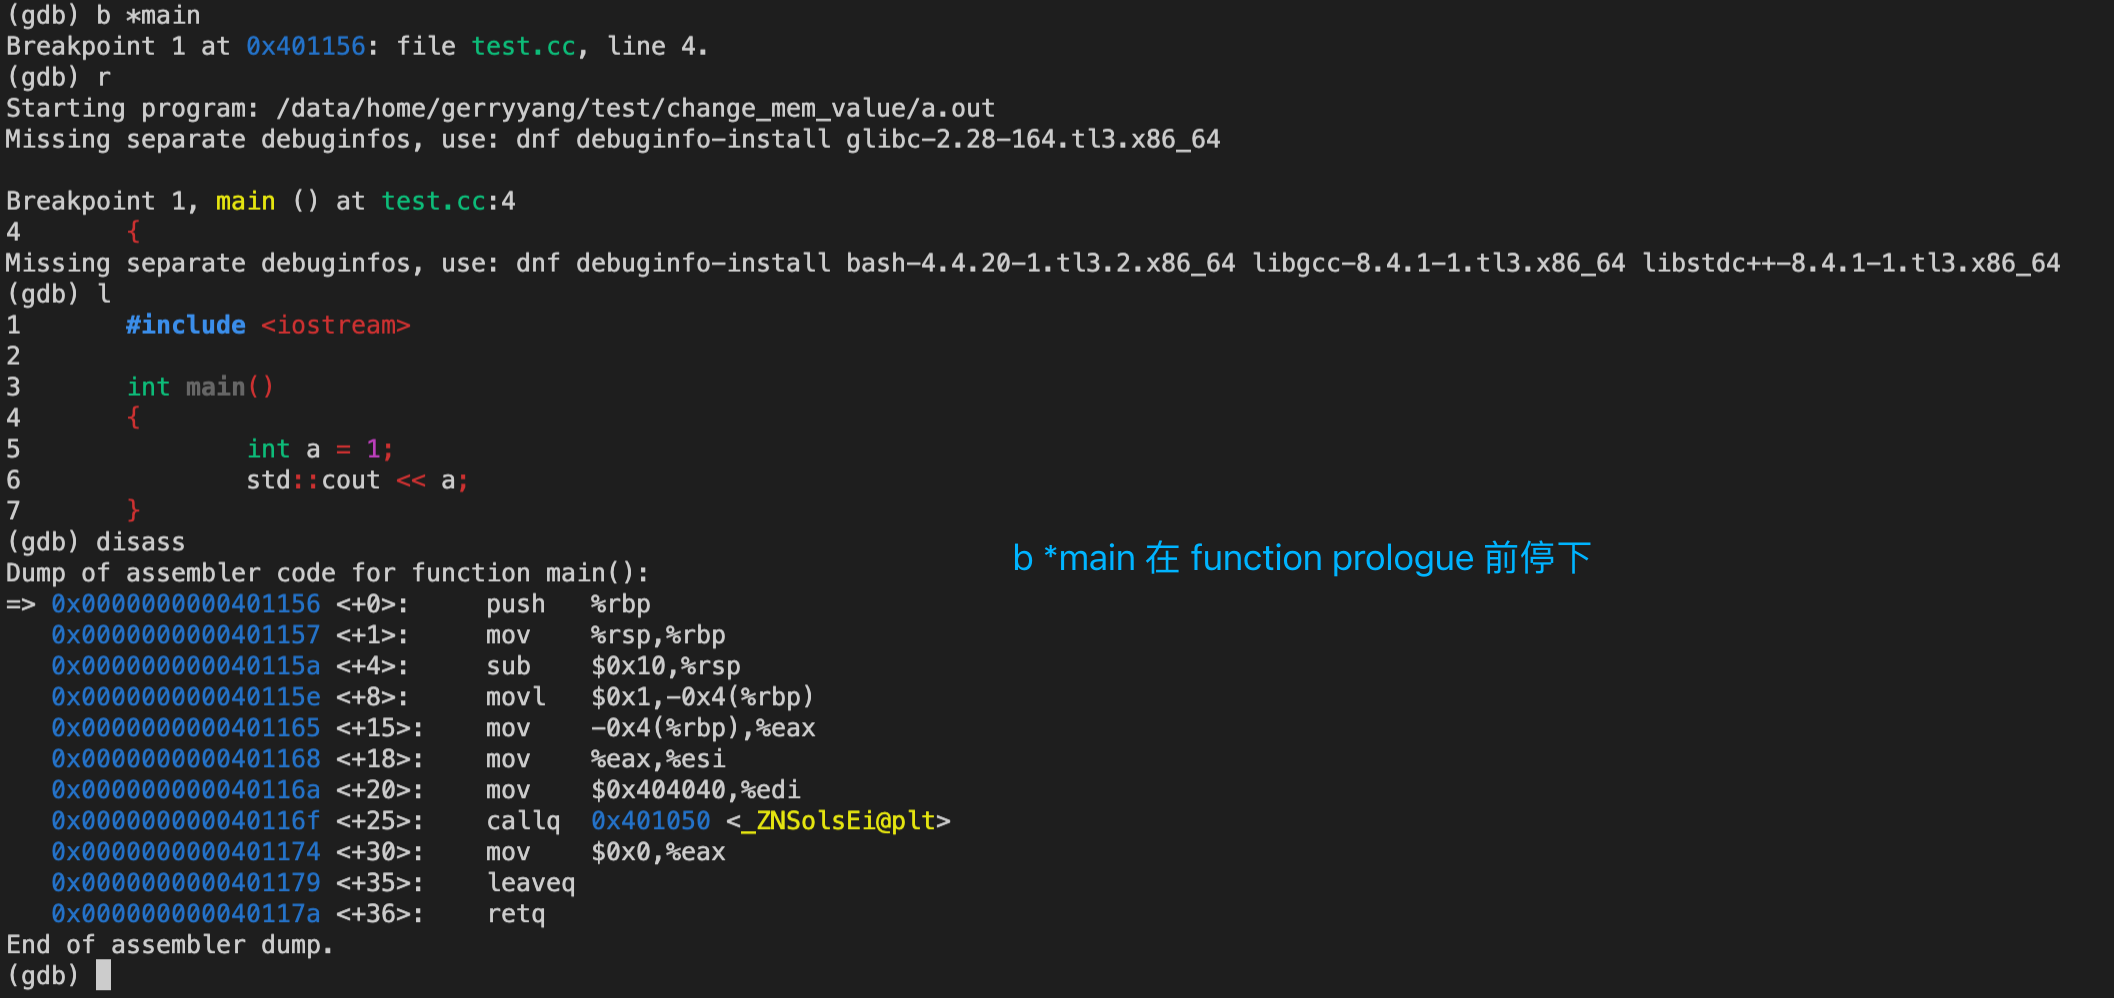 (gdb) b *main
Breakpoint 1 at 0x401156: file test.cc, line 4.
(gdb) r
Starting program: /data/home/gerryyang/test/change_mem_value/a.out
Missing separate debuginfos, use: dnf debuginfo-install glibc-2.28-164.tl3.x86_64

Breakpoint 1, main () at test.cc:4
4       {
Missing separate debuginfos, use: dnf debuginfo-install bash-4.4.20-1.tl3.2.x86_64 libgcc-8.4.1-1.tl3.x86_64 libstdc++-8.4.1-1.tl3.x86_64
(gdb) l
1       #include <iostream>
2
3       int main()
4       {
5               int a = 1;
6               std::cout << a;
7       }
(gdb) disass
b *main 在 function prologue 前停下
Dump of assembler code for function main():
=> 0x0000000000401156 <+0>:     push   %rbp
   0x0000000000401157 <+1>:     mov    %rsp,%rbp
   0x000000000040115a <+4>:     sub    $0x10,%rsp
   0x000000000040115e <+8>:     movl   $0x1,-0x4(%rbp)
   0x0000000000401165 <+15>:    mov    -0x4(%rbp),%eax
   0x0000000000401168 <+18>:    mov    %eax,%esi
   0x000000000040116a <+20>:    mov    $0x404040,%edi
   0x000000000040116f <+25>:    callq  0x401050 <_ZNSolsEi@plt>
   0x0000000000401174 <+30>:    mov    $0x0,%eax
   0x0000000000401179 <+35>:    leaveq
   0x000000000040117a <+36>:    retq
End of assembler dump.
(gdb)